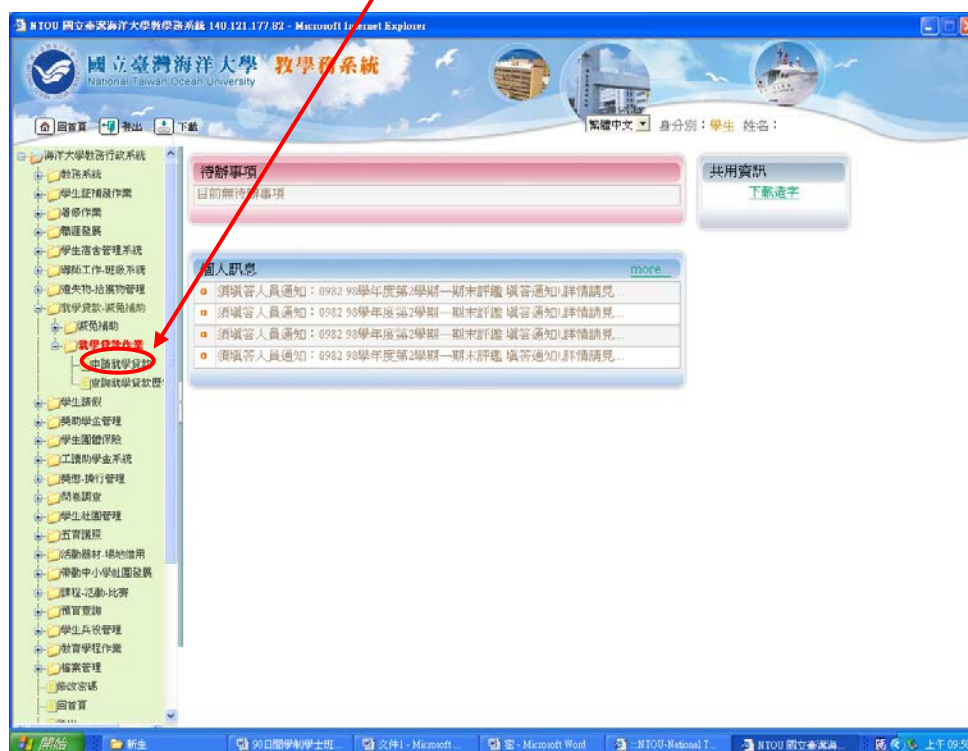 NTOU 國立臺灣海洋大學教學務系統 140.121.177.82 - Microsoft Internet Explorer
國立臺灣海洋大學 教學務系統
National Taiwan Ocean University
回首頁 登出 下載
繁體中文 身分別：學生 姓名：
海洋大學教務行政系統
教務系統
學生証補發作業
暑修作業
職涯發展
學生宿舍管理系統
導師工作-班級系統
遺失物-拾獲物管理
就學貸款-減免補助
減免補助
就學貸款作業
申請就學貸款
查詢就學貸款歷
學生請假
獎助學金管理
學生團體保險
工讀助學金系統
獎懲-操行管理
問卷調查
學生社團管理
五育護照
活動器材-場地借用
帶動中小學社團發展
課程-活動-比賽
預官查詢
學生兵役管理
教育學程作業
檔案管理
修改密碼
回首頁
待辦事項
目前無待辦事項
共用資訊
下載造字
個人訊息 more...
須填答人員通知：0982 98學年度第2學期一期末評鑑 填答通知!詳情請見...
須填答人員通知：0982 98學年度第2學期一期末評鑑 填答通知!詳情請見...
須填答人員通知：0982 98學年度第2學期一期末評鑑 填答通知!詳情請見...
須填答人員通知：0982 98學年度第2學期一期末評鑑 填答通知!詳情請見...
開始 新生 90日間學制學士班... 文件1 - Microsoft ... 密 - Microsoft Word :::NTOU-National T... NTOU 國立臺灣海... 上午 09:5